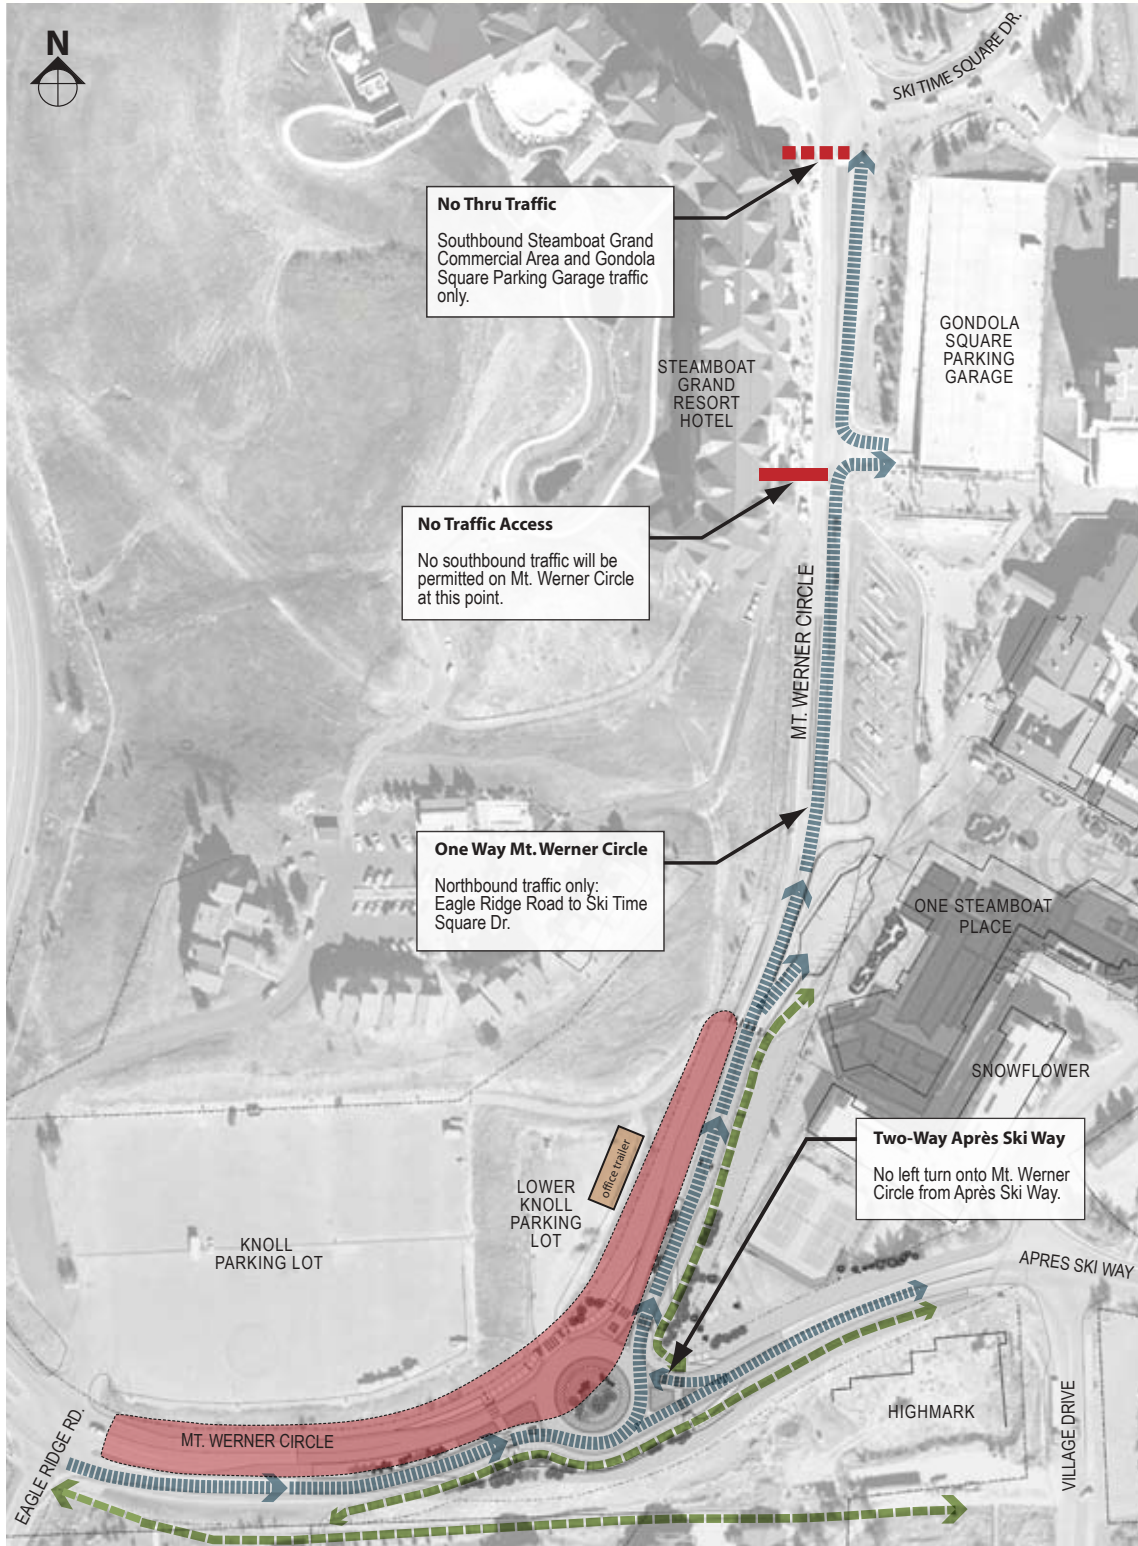 N
SKI TIME SQUARE DR.
No Thru Traffic
Southbound Steamboat Grand
Commercial Area and Gondola
Square Parking Garage traffic
only.
GONDOLA
SQUARE
PARKING
GARAGE
STEAMBOAT
GRAND
RESORT
HOTEL
No Traffic Access
No southbound traffic will be
permitted on Mt. Werner Circle
at this point.
MT. WERNER CIRCLE
One Way Mt. Werner Circle
Northbound traffic only:
Eagle Ridge Road to Ski Time
Square Dr.
ONE STEAMBOAT
PLACE
SNOWFLOWER
Two-Way Après Ski Way
No left turn onto Mt. Werner
Circle from Après Ski Way.
office trailer
LOWER
KNOLL
PARKING
LOT
KNOLL
PARKING LOT
APRES SKI WAY
HIGHMARK
VILLAGE DRIVE
MT. WERNER CIRCLE
EAGLE RIDGE RD.